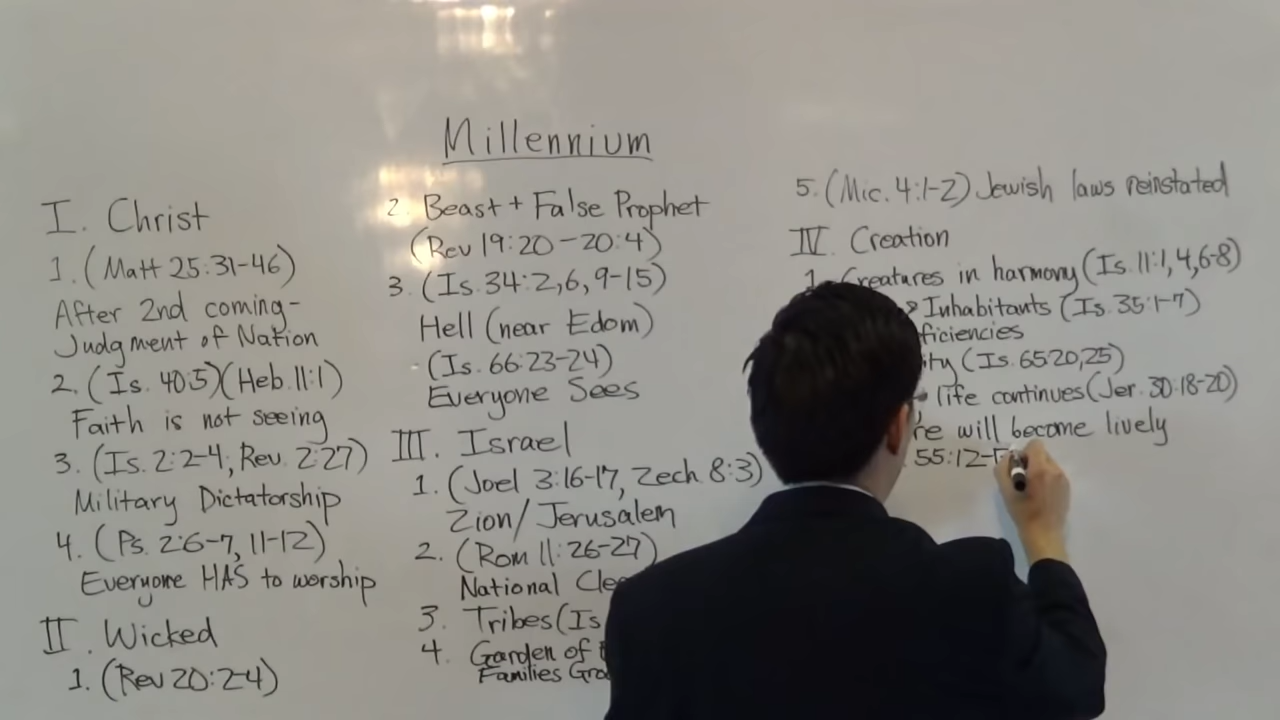 Millennium
I. Christ
1. (Matt 25:31-46)
After 2nd coming-
Judgment of Nation
2. (Is. 40:5)(Heb. 11:1)
Faith is not seeing
3. (Is. 2:2-4, Rev. 2:27)
Military Dictatorship
4. (Ps. 2:6-7, 11-12)
Everyone HAS to worship
II. Wicked
1. (Rev 20:2-4)
2. Beast + False Prophet
(Rev 19:20-20:4)
3. (Is. 34:2,6,9-15)
Hell (near Edom)
(Is. 66:23-24)
Everyone Sees
III. Israel
1. (Joel 3:16-17, Zech. 8:3)
Zion/Jerusalem
2. (Rom 11:26-27)
National
3. Tribes (Is
4. Garden of
Families
5. (Mic. 4:1-2) Jewish laws reinstated
IV. Creation
1. Creatures in harmony (Is. 11:1,4,6-8)
Inhabitants (Is. 35:1-7)
(Is. 65:20,25)
life continues (Jer. 30:18-20)
will become lively
55:12-